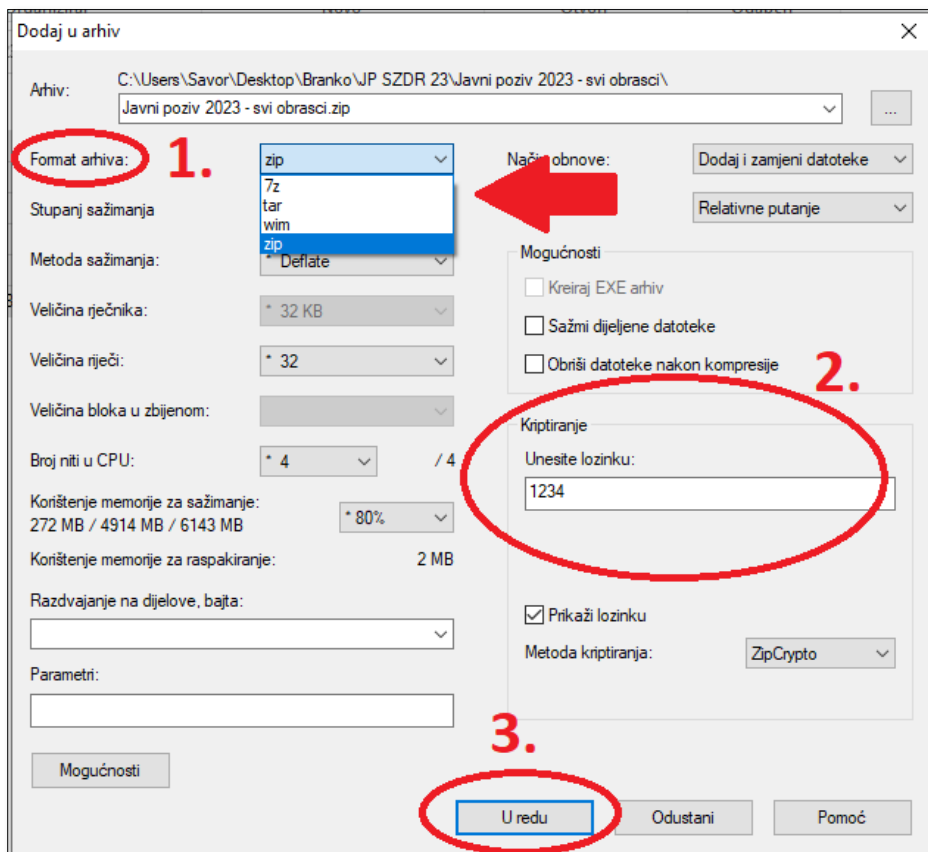 Dodaj u arhiv
Arhiv:
C:\Users\Savor\Desktop\Branko\JP SZDR 23\Javni poziv 2023 - svi obrasci\
Javni poziv 2023 - svi obrasci.zip
...
Format arhiva:
1.
zip
7z
tar
wim
zip
Stupanj sažimanja
Metoda sažimanja:
* Deflate
Veličina rječnika:
* 32 KB
Veličina riječi:
* 32
Veličina bloka u zbijenom:
Broj niti u CPU:
* 4
/ 4
Korištenje memorije za sažimanje:
272 MB / 4914 MB / 6143 MB
* 80%
Korištenje memorije za raspakiranje:
2 MB
Razdvajanje na dijelove, bajta:
Parametri:
Mogućnosti
Način obnove:
Dodaj i zamjeni datoteke
Relativne putanje
Mogućnosti
Kreiraj EXE arhiv
Sažmi dijeljene datoteke
Obriši datoteke nakon kompresije
2.
Kriptiranje
Unesite lozinku:
1234
Prikaži lozinku
Metoda kriptiranja:
ZipCrypto
3.
U redu
Odustani
Pomoć